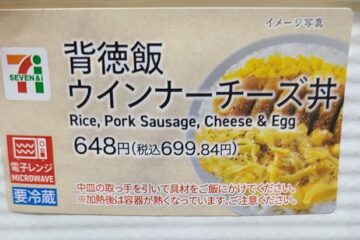 イメージ写真
SEVEN&i
背徳飯
ウインナーチーズ丼
Rice, Pork Sausage, Cheese & Egg
648円(税込699.84円)
電子レンジ
MICROWAVE
要冷蔵
中皿の取っ手を引いて具材をご飯にかけてください。
※加熱後は容器が熱くなっています。ご注意ください。